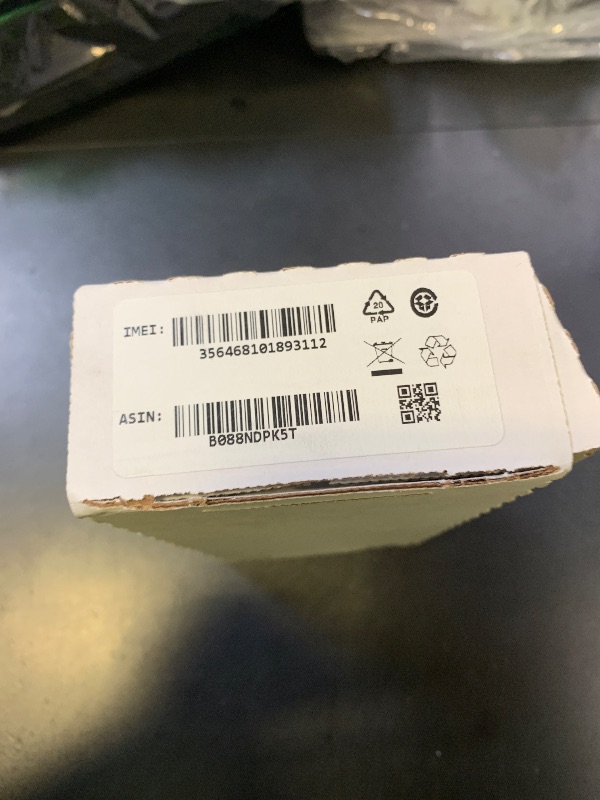 IMEI:
356468101893112
20
PAP
ASIN:
B088NDPK5T